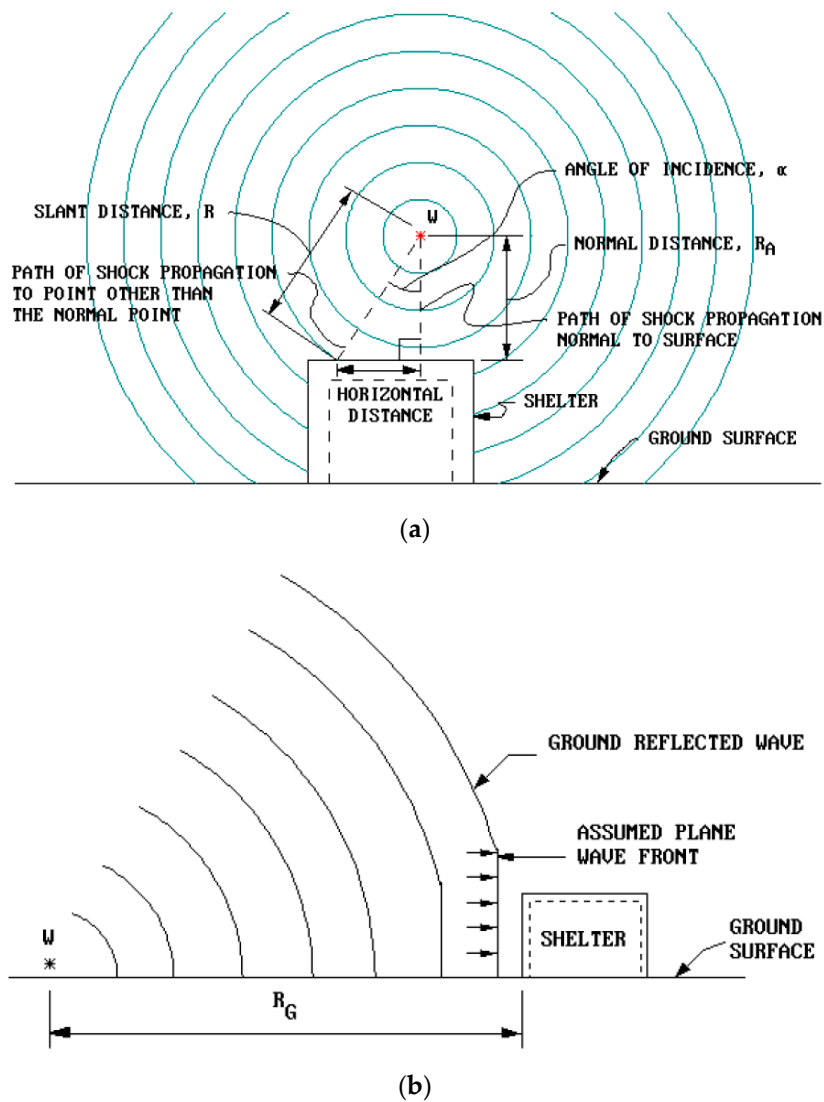 ANGLE OF INCIDENCE, α
SLANT DISTANCE, R
W
NORMAL DISTANCE, RA
PATH OF SHOCK PROPAGATION
TO POINT OTHER THAN
THE NORMAL POINT
PATH OF SHOCK PROPAGATION
NORMAL TO SURFACE
HORIZONTAL
DISTANCE
SHELTER
GROUND SURFACE
(a)
GROUND REFLECTED WAVE
ASSUMED PLANE
WAVE FRONT
W
SHELTER
GROUND
SURFACE
RG
(b)